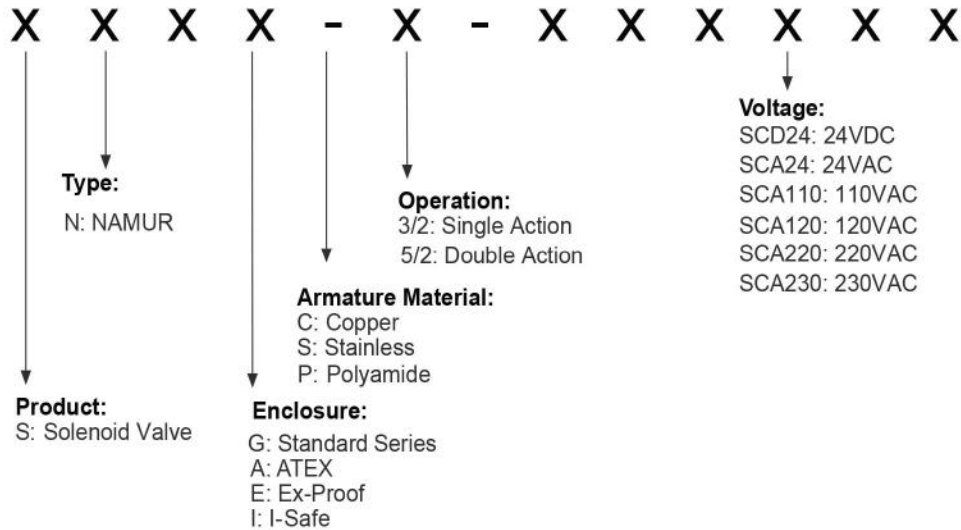 X X X X - X - X X X X X X
Voltage:
SCD24: 24VDC
SCA24: 24VAC
SCA110: 110VAC
SCA120: 120VAC
SCA220: 220VAC
SCA230: 230VAC
Type:
N: NAMUR
Operation:
3/2: Single Action
5/2: Double Action
Armature Material:
C: Copper
S: Stainless
P: Polyamide
Product:
S: Solenoid Valve
Enclosure:
G: Standard Series
A: ATEX
E: Ex-Proof
I: I-Safe